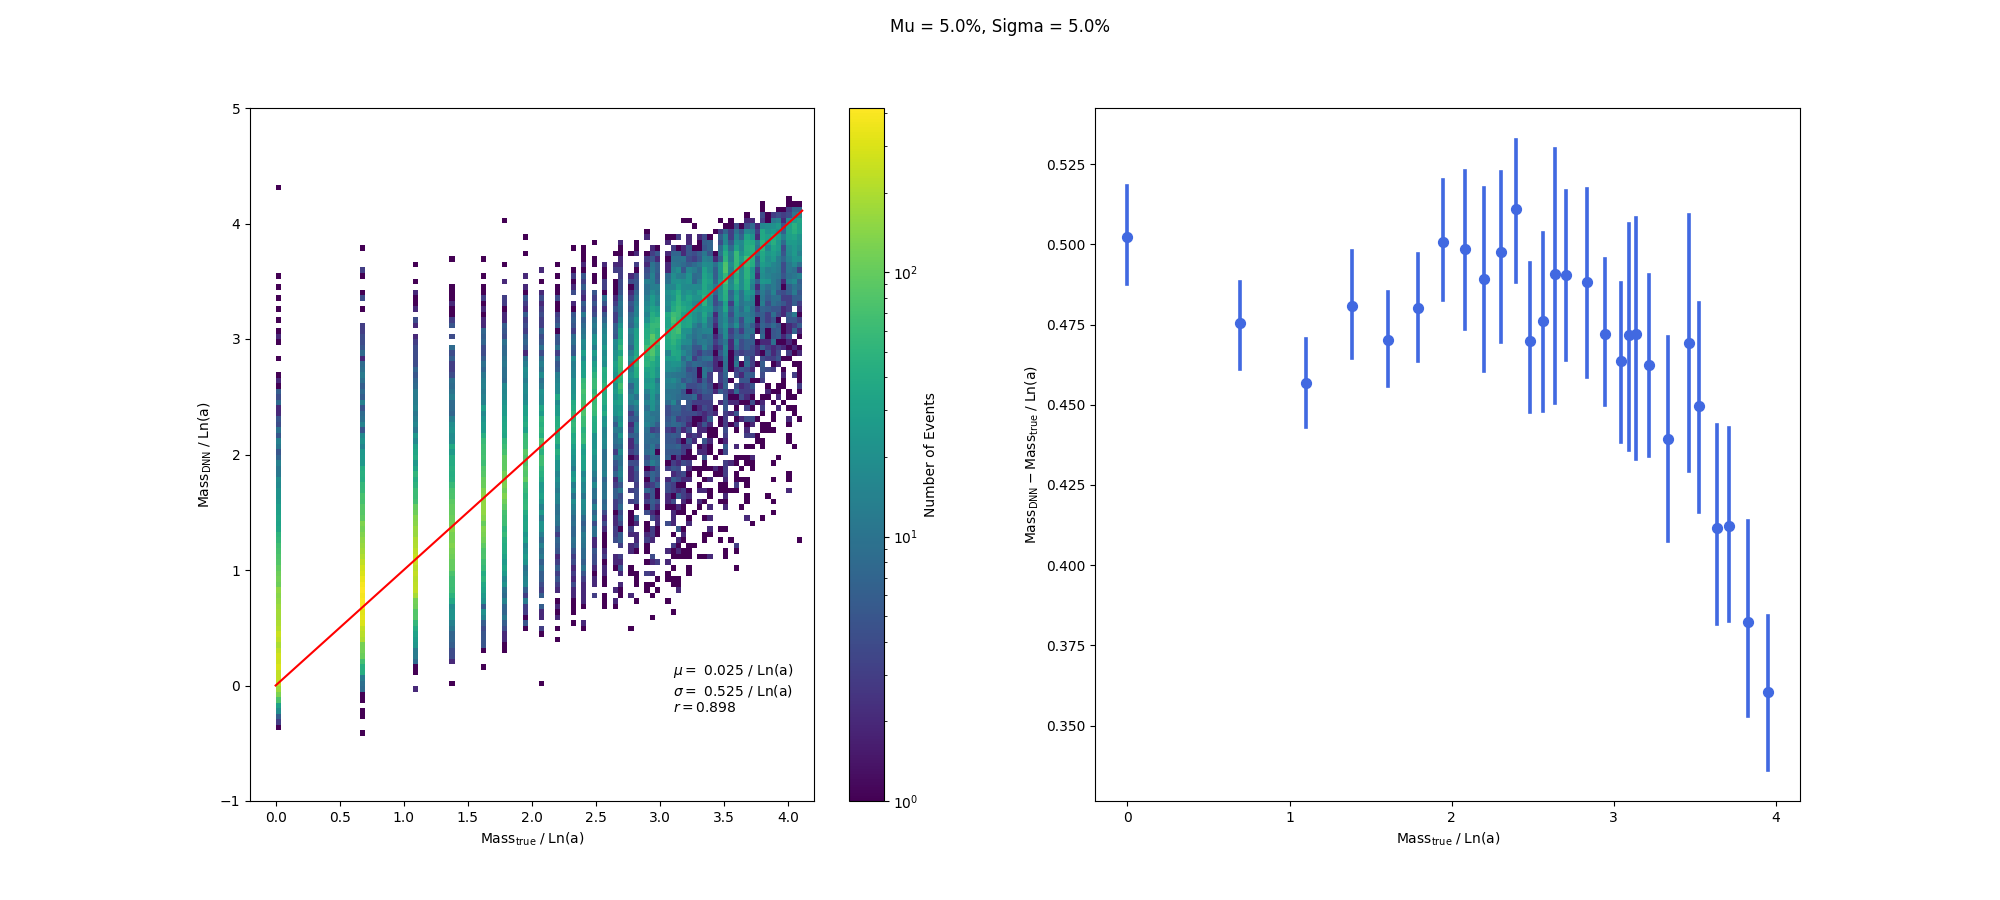 Mu = 5.0%, Sigma = 5.0%
5
4
3
2
1
0
−1
Mass_DNN / Ln(a)
0.0 0.5 1.0 1.5 2.0 2.5 3.0 3.5 4.0
Mass_true / Ln(a)
μ = 0.025 / Ln(a)
σ = 0.525 / Ln(a)
r = 0.898
10^2
10^1
10^0
Number of Events
0.525
0.500
0.475
0.450
0.425
0.400
0.375
0.350
Mass_DNN − Mass_true / Ln(a)
0 1 2 3 4
Mass_true / Ln(a)